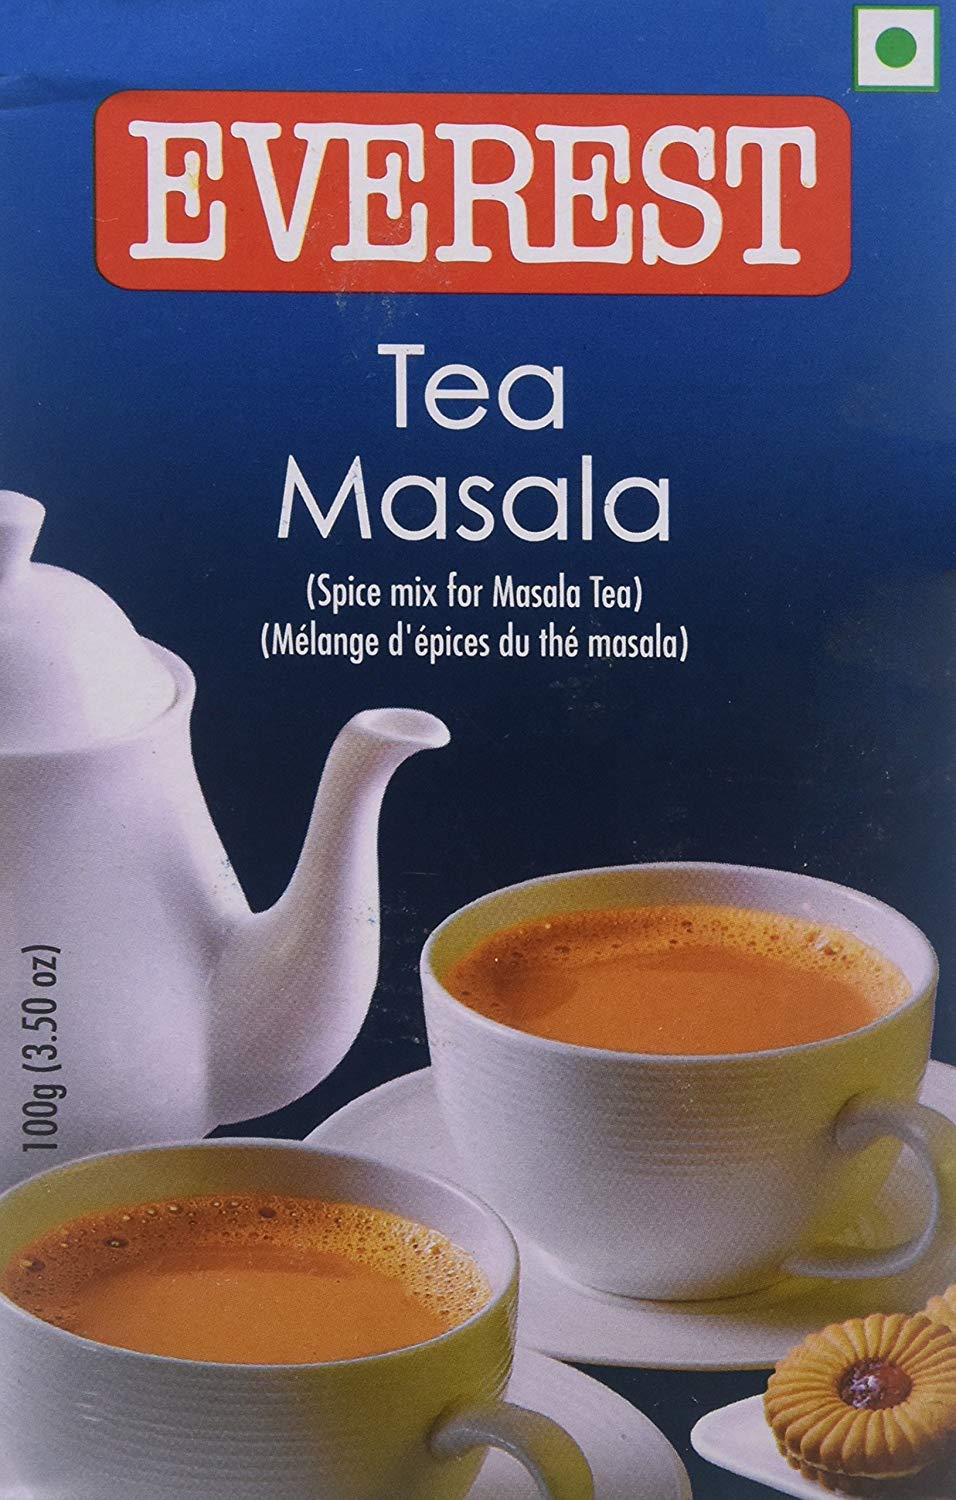 EVEREST
Tea
Masala
(Spice mix for Masala Tea)
(Mélange d'épices du thé masala)
100g (3.50 oz)